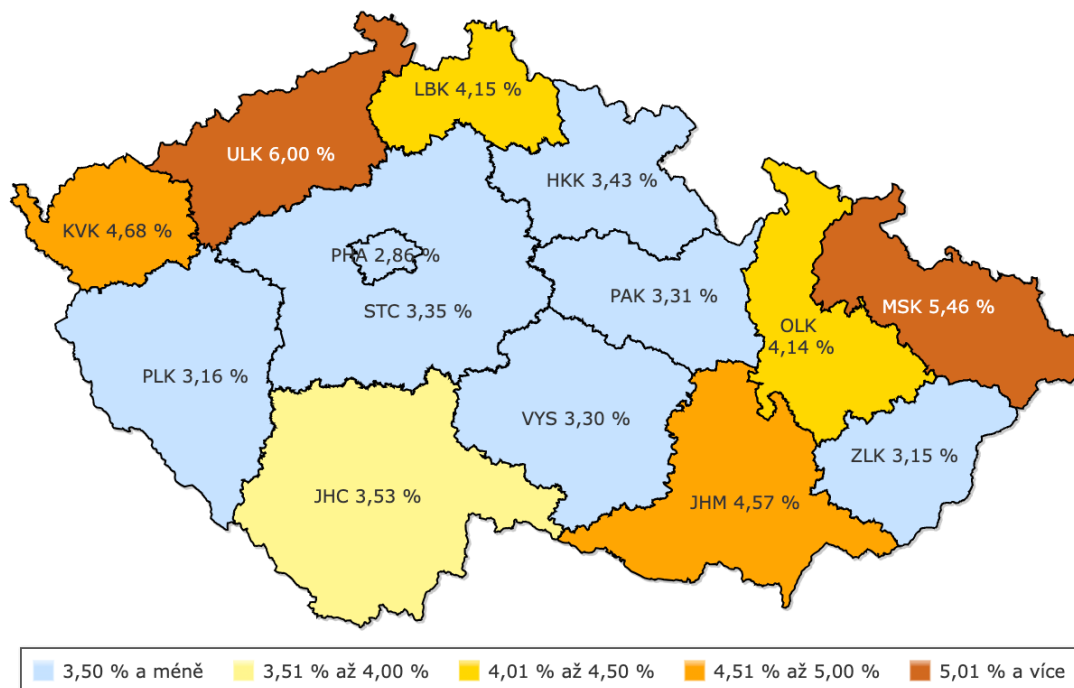 LBK 4,15 %
ULK 6,00 %
HKK 3,43 %
KVK 4,68 %
PHA 2,86 %
PAK 3,31 %
MSK 5,46 %
STC 3,35 %
OLK
4,14 %
PLK 3,16 %
VYS 3,30 %
ZLK 3,15 %
JHC 3,53 %
JHM 4,57 %
3,50 % a méně
3,51 % až 4,00 %
4,01 % až 4,50 %
4,51 % až 5,00 %
5,01 % a více